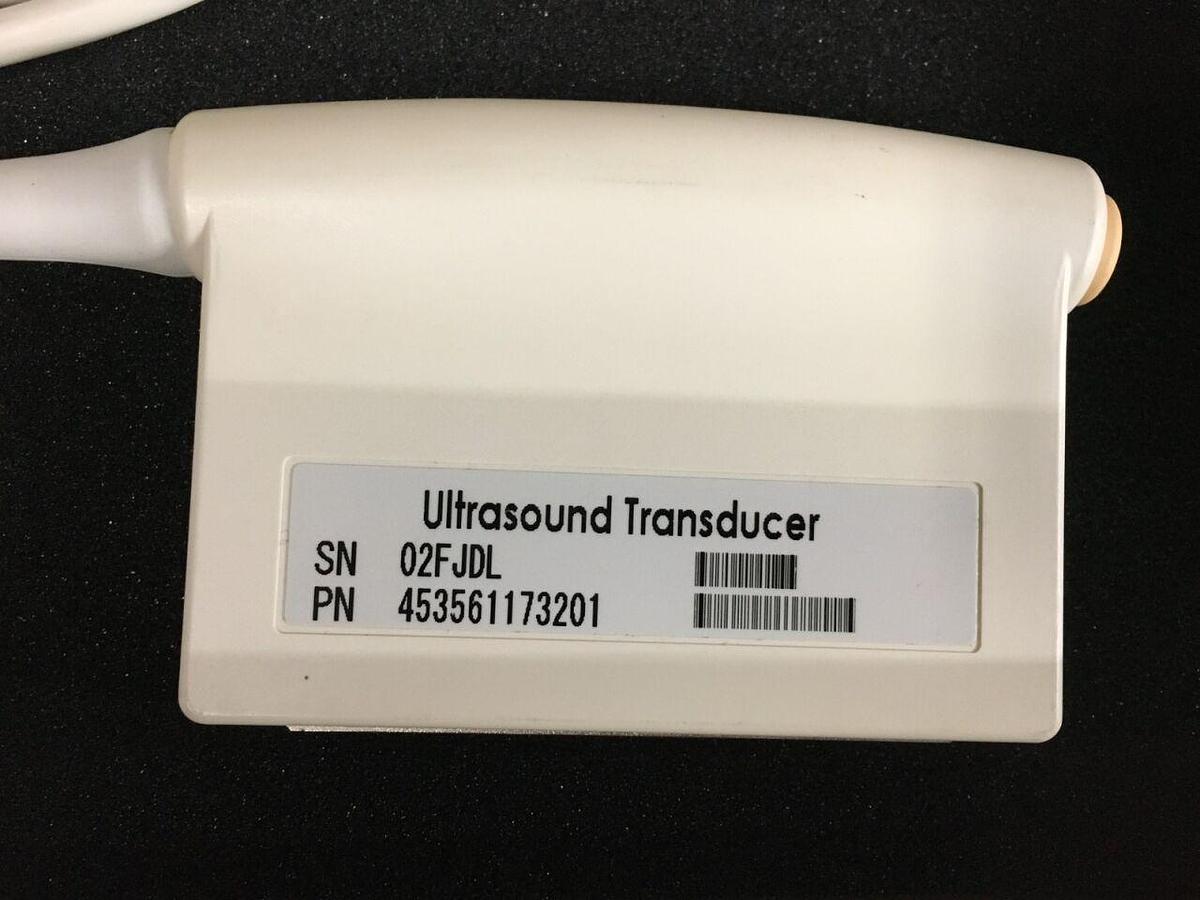 Ultrasound Transducer
SN 02FJDL
PN 453561173201